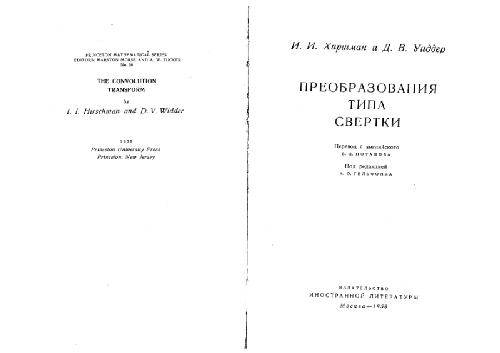 PRINCETON MATHEMATICAL SERIES
EDITORS MARSTON MORSE AND A. W. TUCKER
No. 20
THE CONVOLUTION
TRANSFORM
by
I. I. Hirschman and D. V. Widder
1955
Princeton University Press
Princeton, New Jersey
И. И. Хиршман и Д. В. Уиддер
ПРЕОБРАЗОВАНИЯ
ТИПА
СВЕРТКИ
Перевод с английского
В. Д. ПОТАПОВА
Под редакцией
А. О. ГЕЛЬФОНДА
ИЗДАТЕЛЬСТВО
ИНОСТРАННОЙ ЛИТЕРАТУРЫ
Москва — 1958